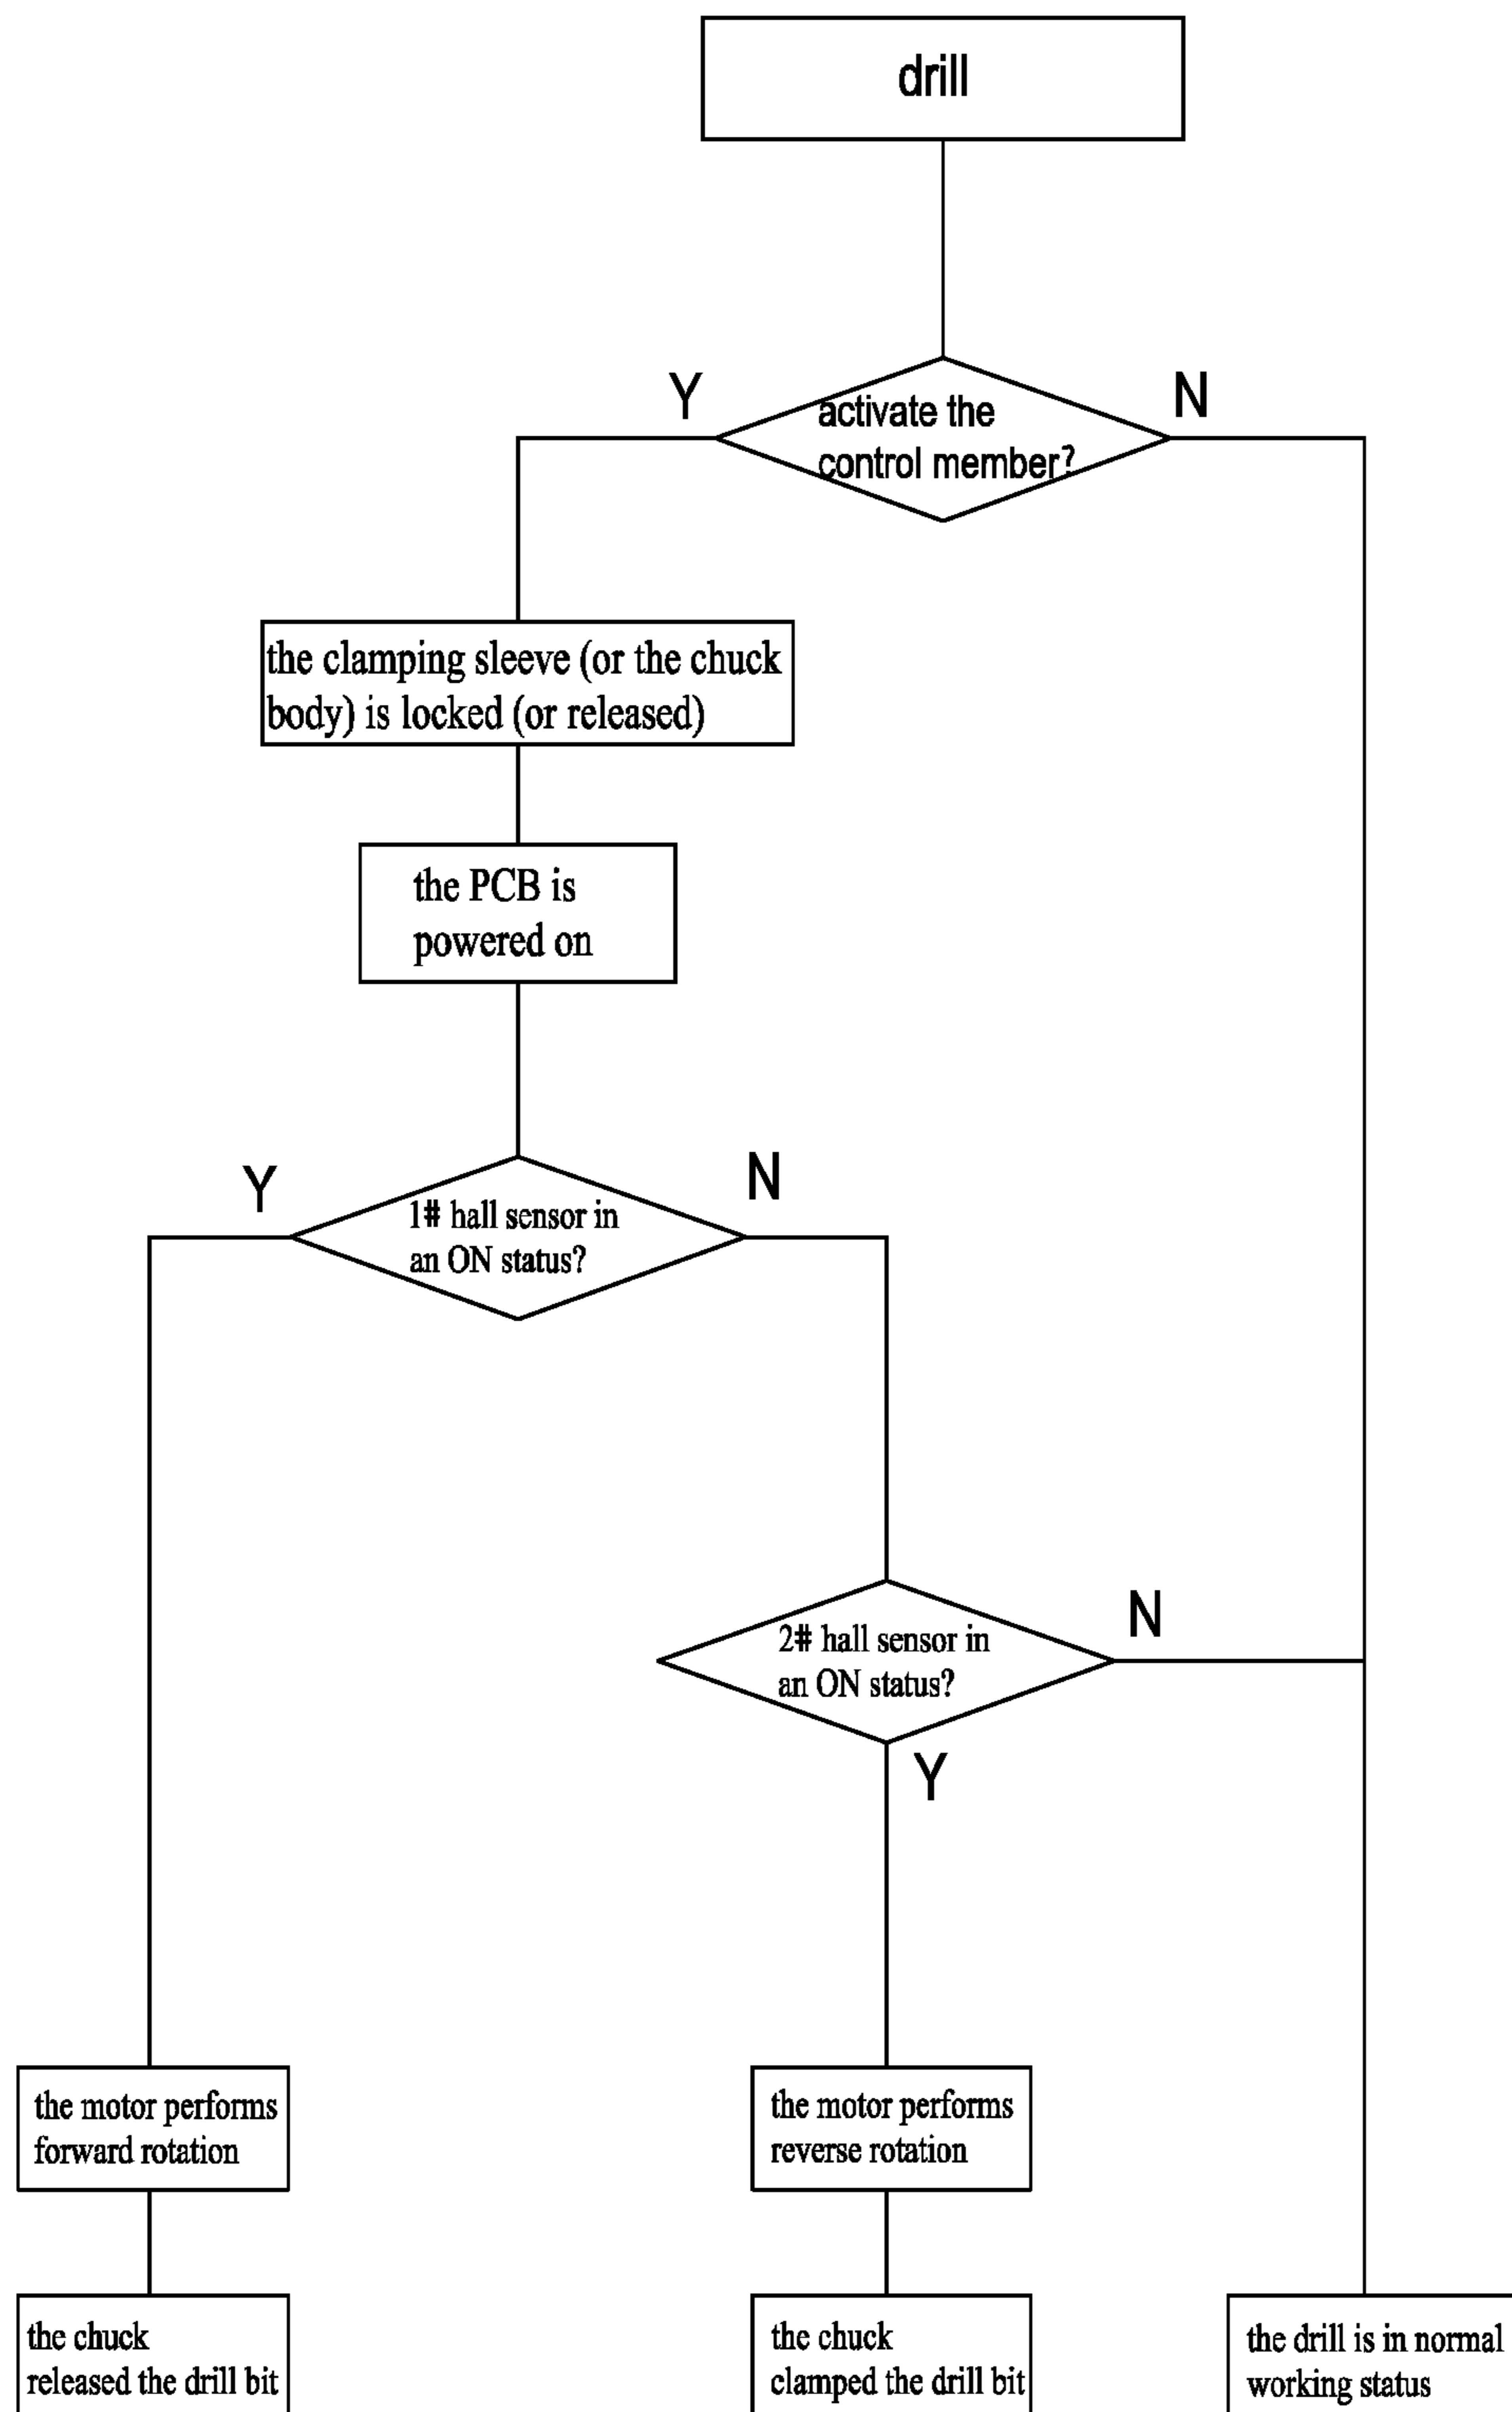 drill
Y
N
activate the
control member?
the clamping sleeve (or the chuck
body) is locked (or released)
the PCB is
powered on
Y
N
1# hall sensor in
an ON status?
N
2# hall sensor in
an ON status?
Y
the motor performs
forward rotation
the motor performs
reverse rotation
the chuck
released the drill bit
the chuck
clamped the drill bit
the drill is in normal
working status